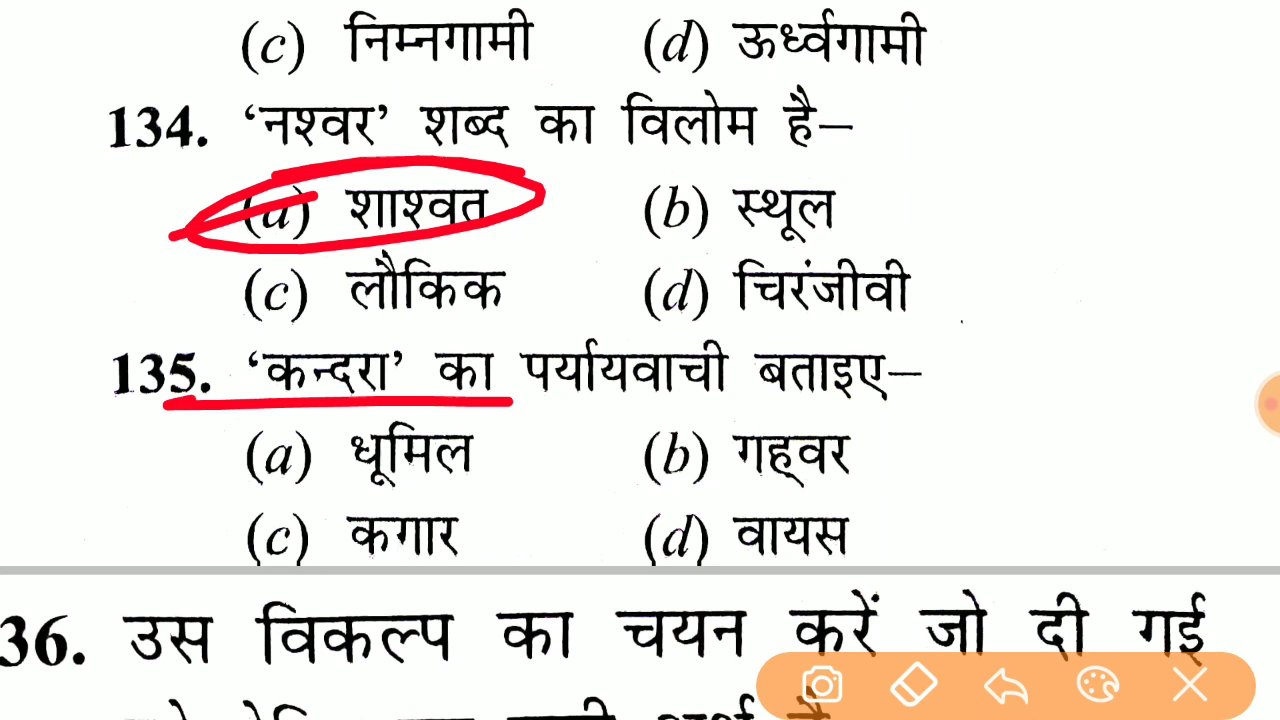 (c) निम्नगामी (d) ऊर्ध्वगामी
134. ‘नश्वर’ शब्द का विलोम है–
(a) शाश्वत (b) स्थूल
(c) लौकिक (d) चिरंजीवी
135. ‘कन्दरा’ का पर्यायवाची बताइए–
(a) धूमिल (b) गह्वर
(c) कगार (d) वायस
36. उस विकल्प का चयन करें जो दी गई